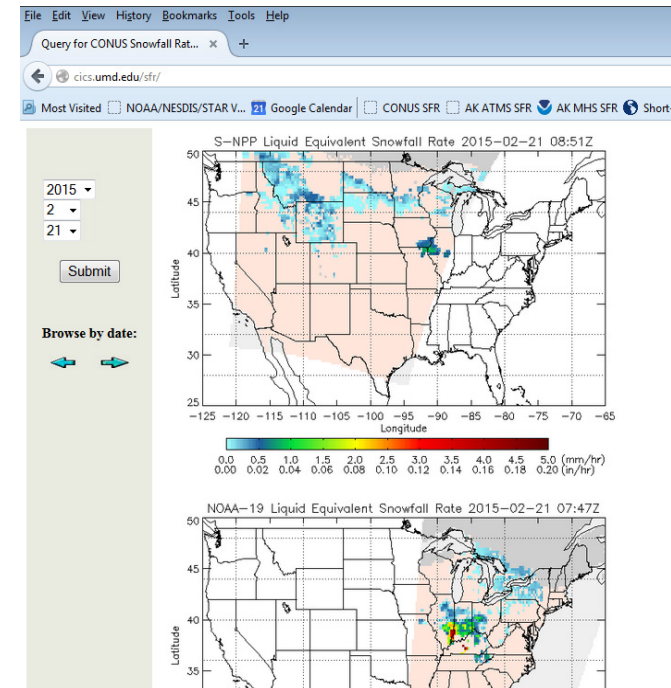 File Edit View History Bookmarks Tools Help
Query for CONUS Snowfall Rat... × +
cics.umd.edu/sfr/
Most Visited NOAA/NESDIS/STAR V... 21 Google Calendar CONUS SFR AK ATMS SFR AK MHS SFR Short-
S-NPP Liquid Equivalent Snowfall Rate 2015-02-21 08:51Z
2015
2
21
Submit
Browse by date:
50
45
40
35
30
25
Latitude
-125 -120 -115 -110 -105 -100 -95 -90 -85 -80 -75 -70 -65
Longitude
0.0 0.5 1.0 1.5 2.0 2.5 3.0 3.5 4.0 4.5 5.0 (mm/hr)
0.00 0.02 0.04 0.06 0.08 0.10 0.12 0.14 0.16 0.18 0.20 (in/hr)
NOAA-19 Liquid Equivalent Snowfall Rate 2015-02-21 07:47Z
50
45
40
35
Latitude